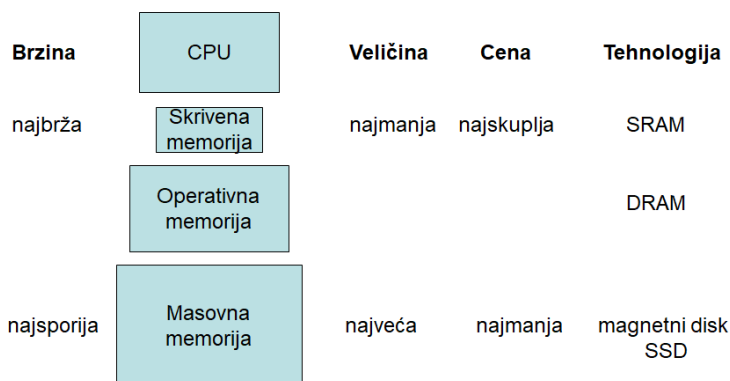 Brzina CPU Veličina Cena Tehnologija
najbrža Skrivena memorija najmanja najskuplja SRAM
Operativna memorija DRAM
najsporija Masovna memorija najveća najmanja magnetni disk
SSD